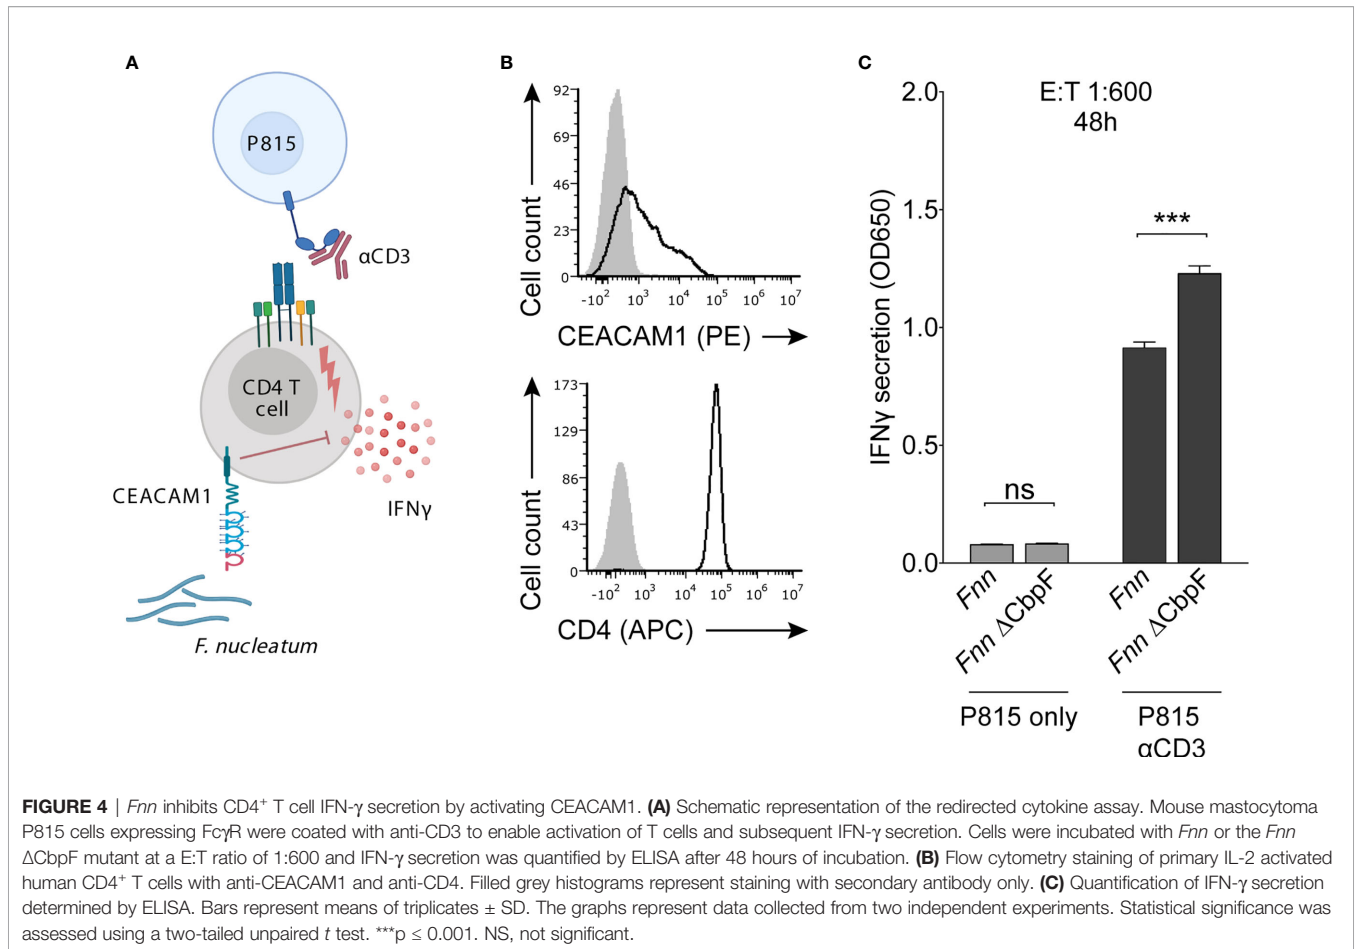 A
P815
αCD3
CD4 T
cell
CEACAM1
IFNγ
F. nucleatum
B
Cell count
92
69
46
23
0
-10² 10³ 10⁴ 10⁵ 10⁶ 10⁷
CEACAM1 (PE)
Cell count
173
129
86
43
0
-10² 10³ 10⁴ 10⁵ 10⁶ 10⁷
CD4 (APC)
C
E:T 1:600
48h
IFNγ secretion (OD650)
2.0
1.5
1.0
0.5
0.0
ns
***
Fnn
Fnn ΔCbpF
Fnn
Fnn ΔCbpF
P815 only
P815
αCD3
FIGURE 4 | Fnn inhibits CD4⁺ T cell IFN-γ secretion by activating CEACAM1. (A) Schematic representation of the redirected cytokine assay. Mouse mastocytoma
P815 cells expressing FcγR were coated with anti-CD3 to enable activation of T cells and subsequent IFN-γ secretion. Cells were incubated with Fnn or the Fnn
ΔCbpF mutant at a E:T ratio of 1:600 and IFN-γ secretion was quantified by ELISA after 48 hours of incubation. (B) Flow cytometry staining of primary IL-2 activated
human CD4⁺ T cells with anti-CEACAM1 and anti-CD4. Filled grey histograms represent staining with secondary antibody only. (C) Quantification of IFN-γ secretion
determined by ELISA. Bars represent means of triplicates ± SD. The graphs represent data collected from two independent experiments. Statistical significance was
assessed using a two-tailed unpaired t test. ***p ≤ 0.001. NS, not significant.